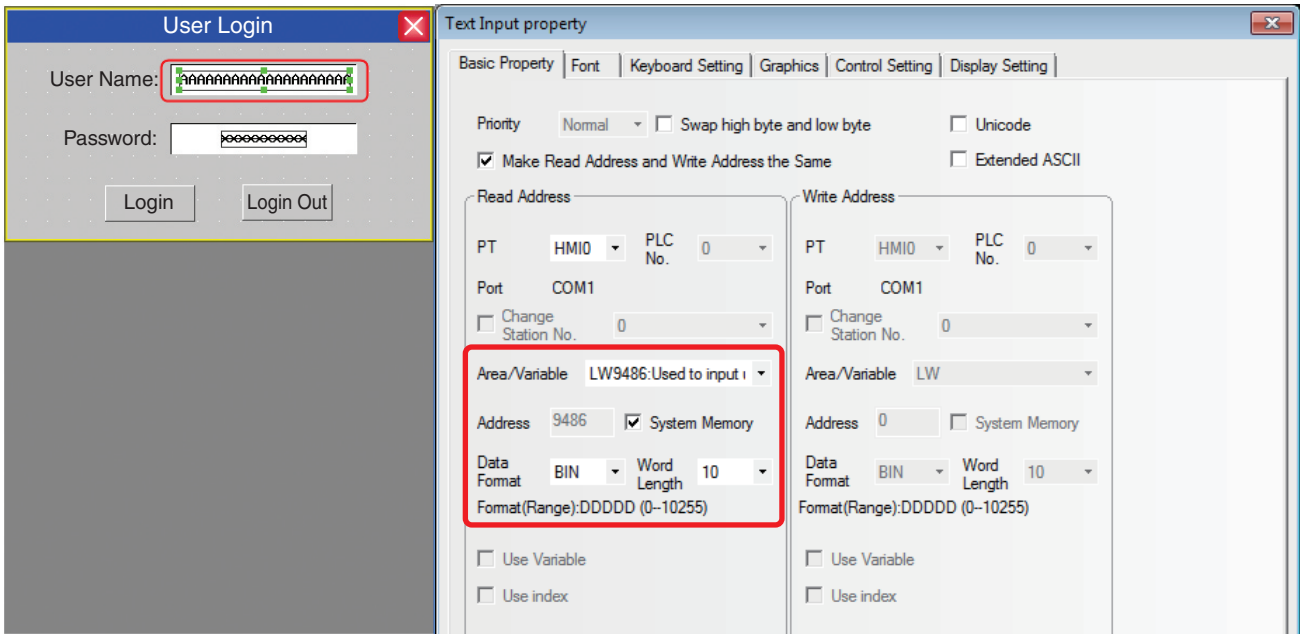 User Login
User Name: AAAAAAAAAAAAAAAAAAAA
Password: xxxxxxxxxx
Login Login Out
Text Input property
Basic Property Font Keyboard Setting Graphics Control Setting Display Setting
Priority Normal Swap high byte and low byte Unicode
Make Read Address and Write Address the Same Extended ASCII
Read Address
PT HMI0 PLC No. 0
Port COM1
Change Station No. 0
Area/Variable LW9486:Used to input
Address 9486 System Memory
Data Format BIN Word Length 10
Format(Range):DDDDD (0--10255)
Use Variable
Use index
Write Address
PT HMI0 PLC No. 0
Port COM1
Change Station No. 0
Area/Variable LW
Address 0 System Memory
Data Format BIN Word Length 10
Format(Range):DDDDD (0--10255)
Use Variable
Use index